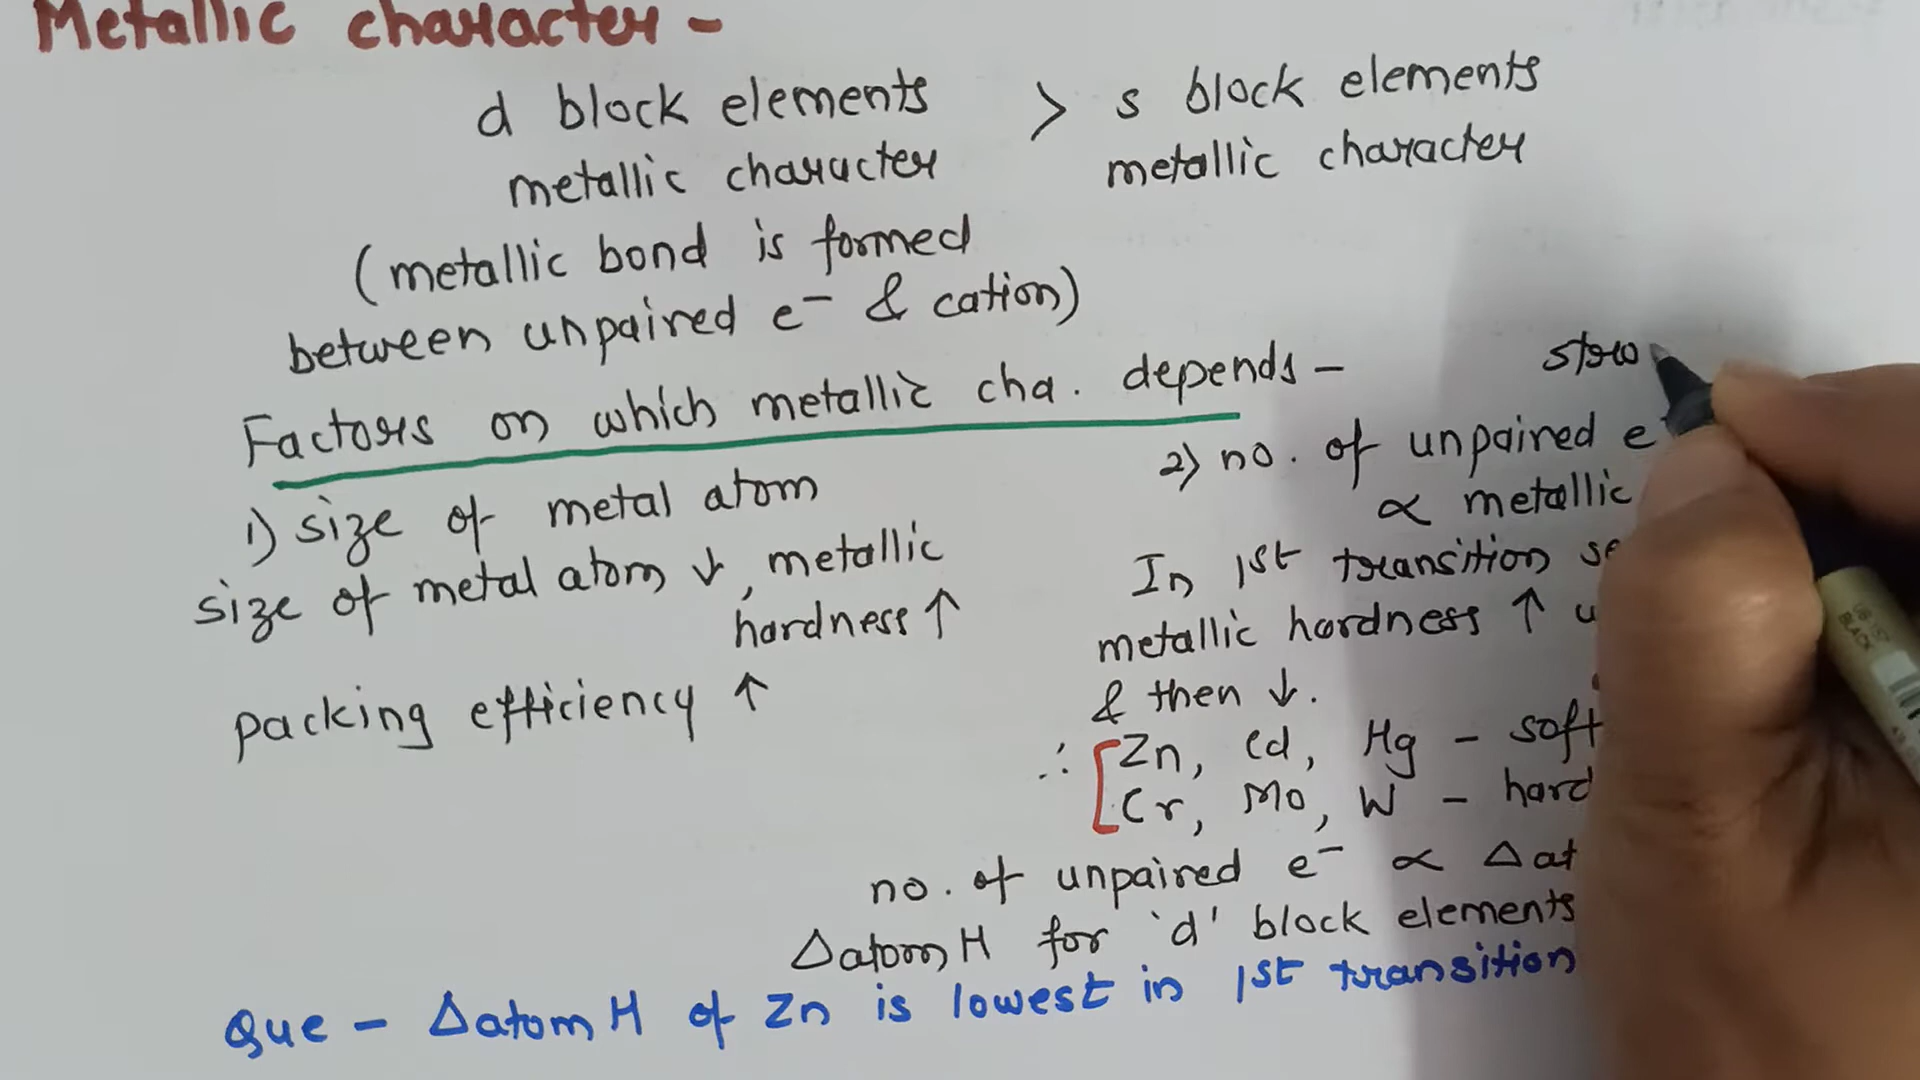 Metallic character -
d block elements > s block elements
metallic character metallic character
(metallic bond is formed
between unpaired e⁻ & cation)
Factors on which metallic cha. depends -
1) size of metal atom
size of metal atom ↓, metallic
hardness ↑
packing efficiency ↑
2) no. of unpaired e
∝ metallic
In 1st transition
metallic hardness ↑
& then ↓.
∴ Zn, Cd, Hg - soft
Cr, Mo, W - hard
no. of unpaired e⁻ ∝ Δat
ΔatomH for 'd' block elements
Que - ΔatomH of Zn is lowest in 1st transition